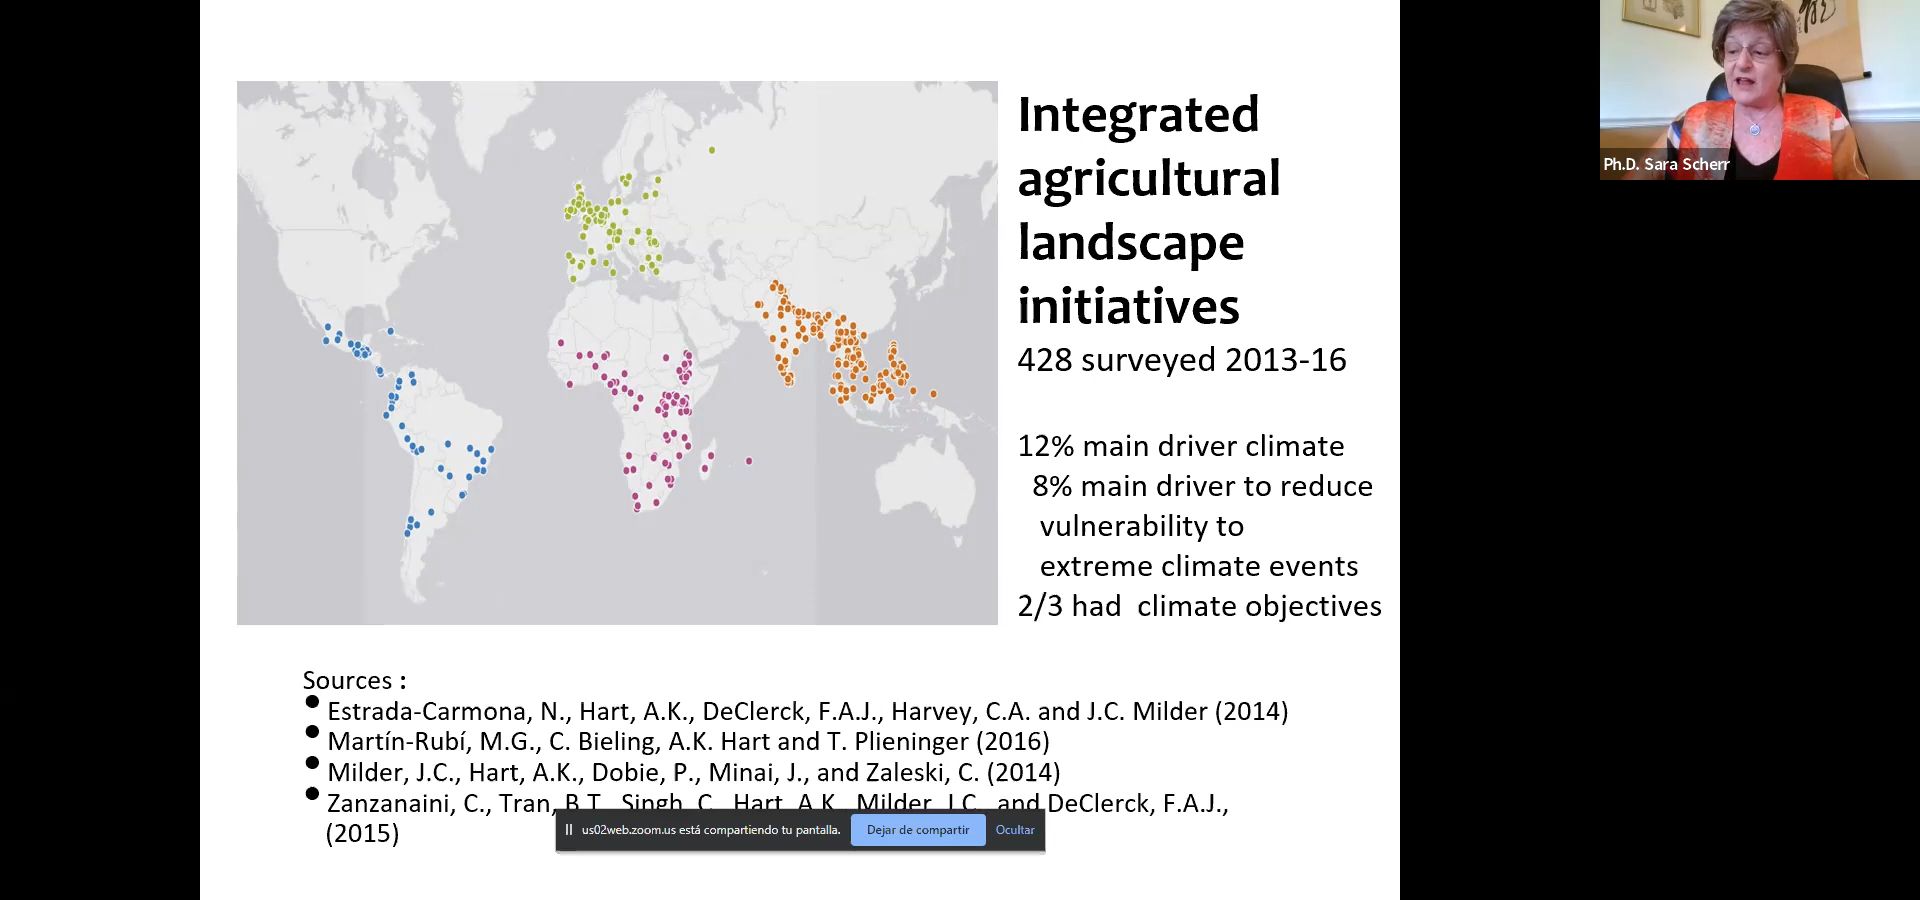 Integrated
agricultural
landscape
initiatives
428 surveyed 2013-16
12% main driver climate
8% main driver to reduce
vulnerability to
extreme climate events
2/3 had climate objectives
Sources :
Estrada-Carmona, N., Hart, A.K., DeClerck, F.A.J., Harvey, C.A. and J.C. Milder (2014)
Martín-Rubí, M.G., C. Bieling, A.K. Hart and T. Plieninger (2016)
Milder, J.C., Hart, A.K., Dobie, P., Minai, J., and Zaleski, C. (2014)
Zanzanaini, C., Tran, B.T., Singh, C., Hart, A.K., Milder, J.C., and DeClerck, F.A.J.,
(2015)
us02web.zoom.us está compartiendo tu pantalla. Dejar de compartir Ocultar
Ph.D. Sara Scherr